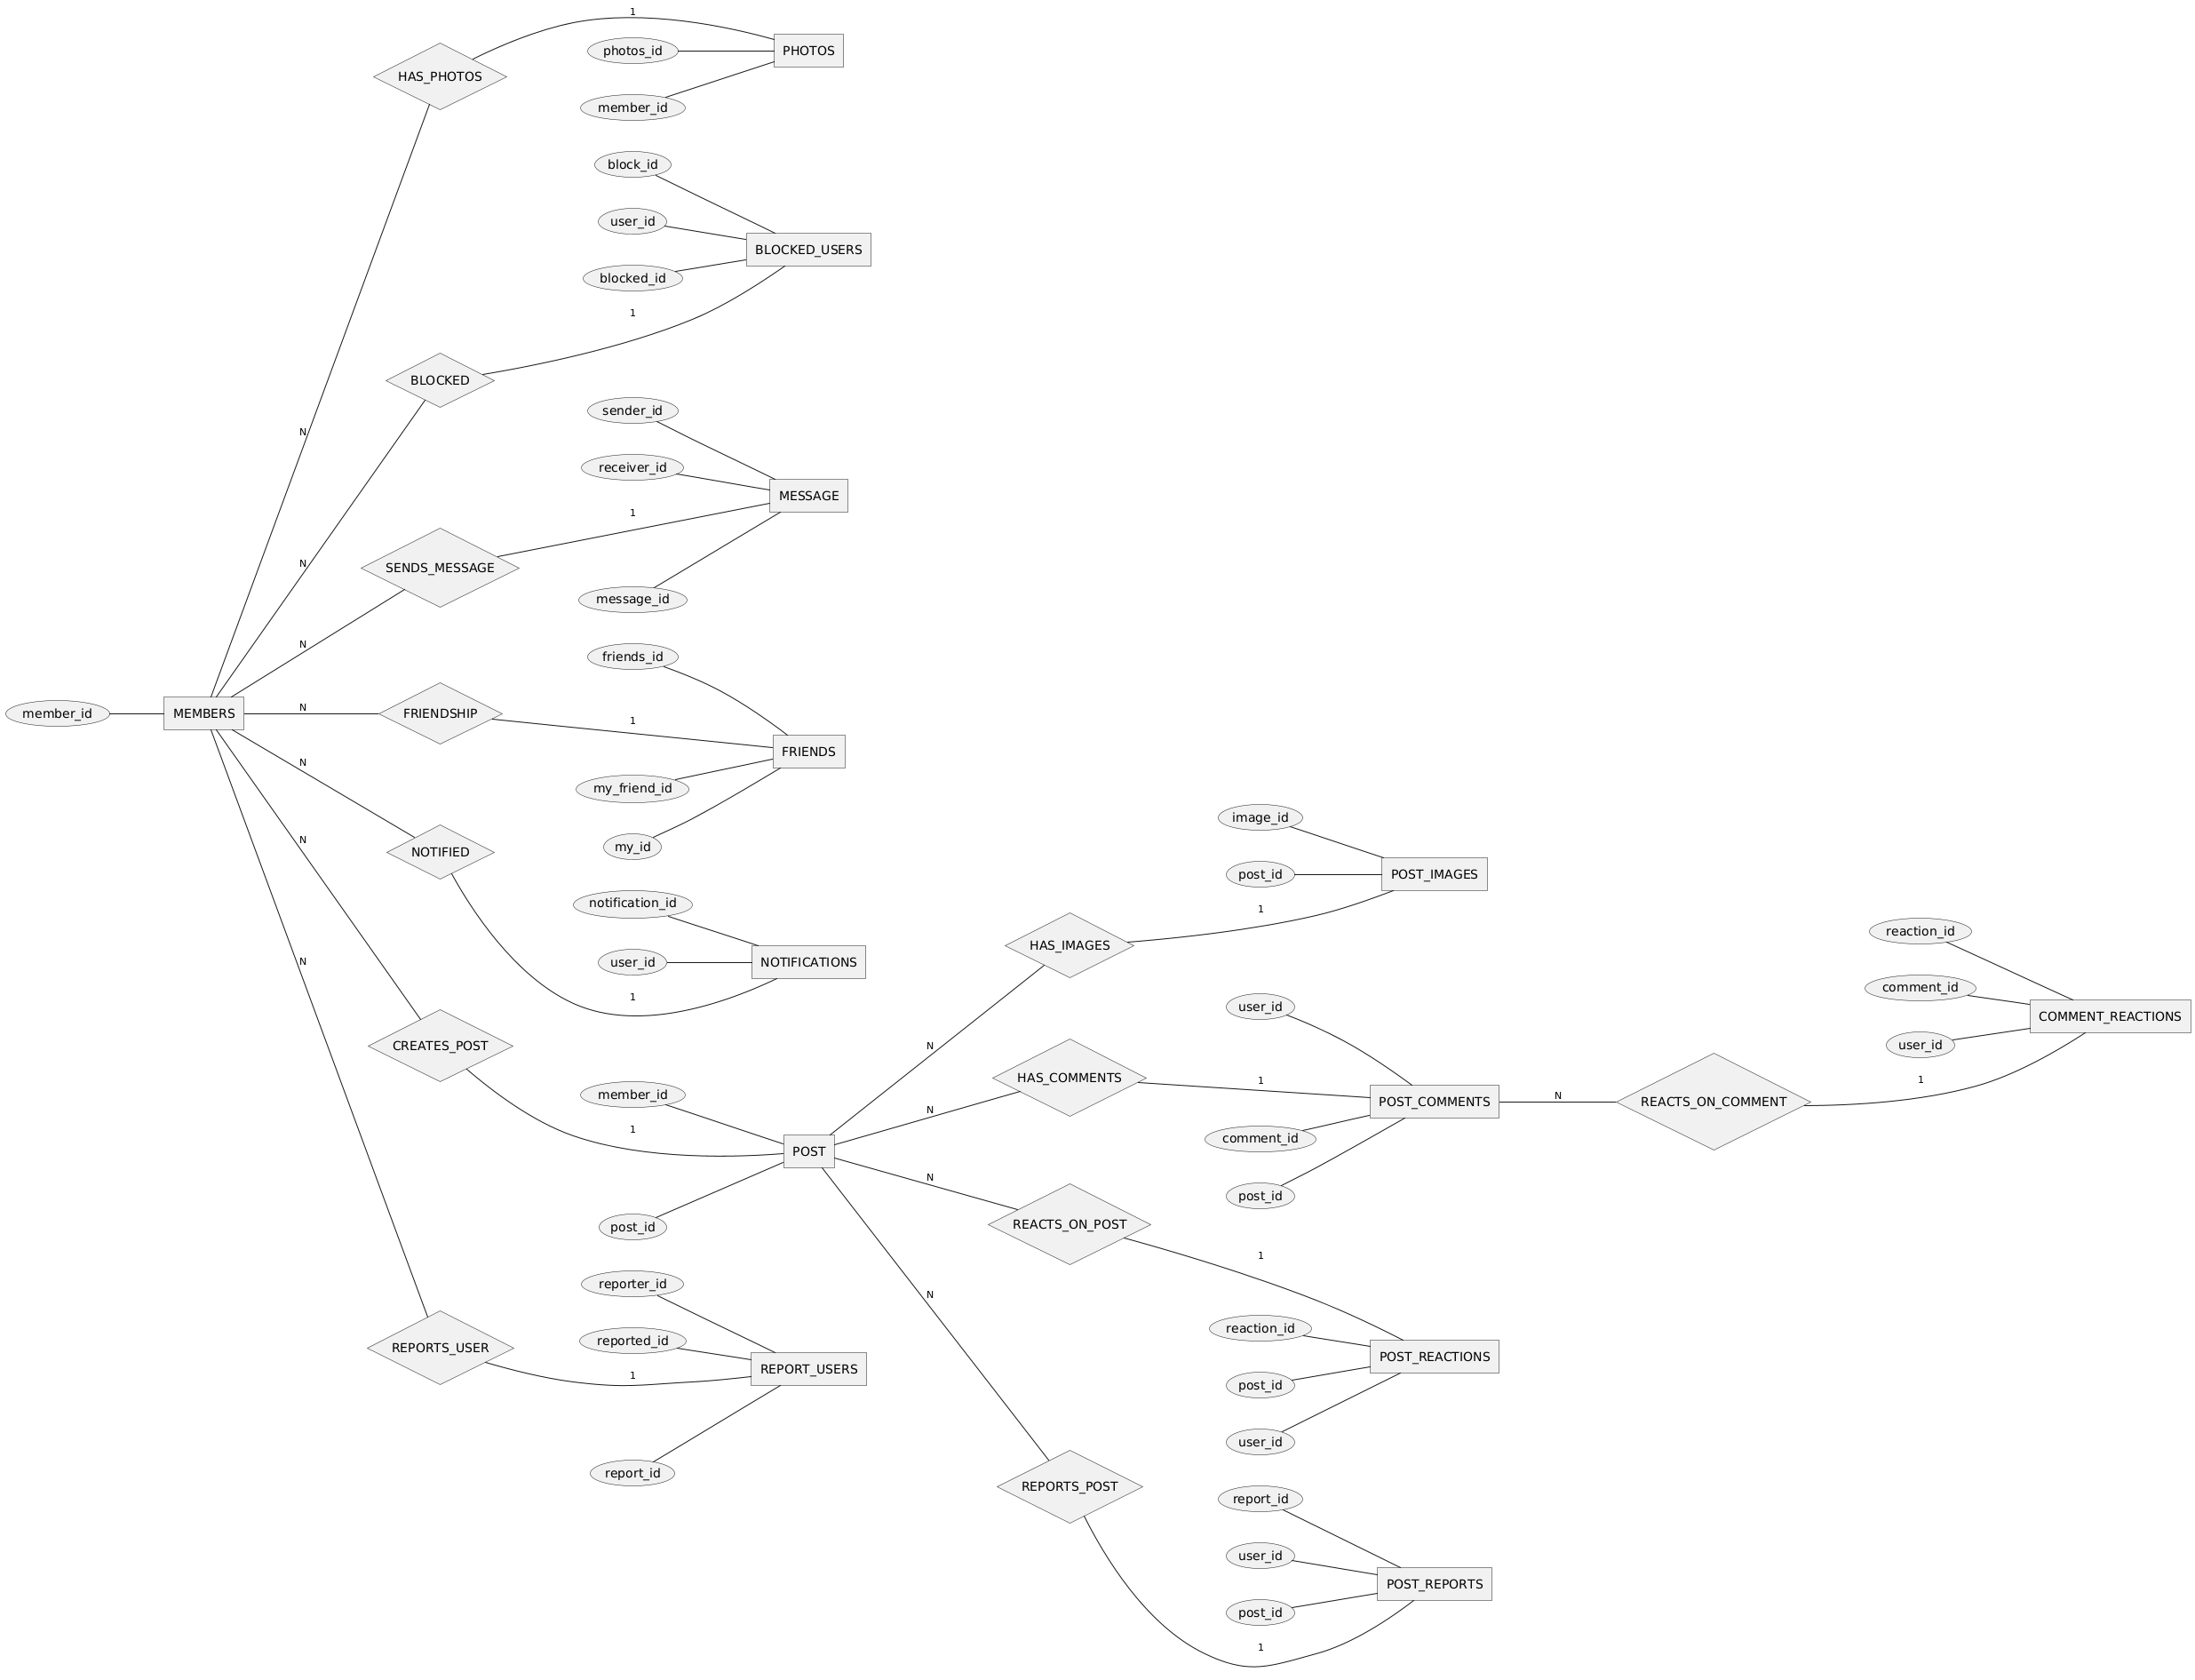 1
HAS_PHOTOS
photos_id
PHOTOS
member_id
block_id
user_id
BLOCKED_USERS
blocked_id
1
BLOCKED
sender_id
N
receiver_id
MESSAGE
1
N
SENDS_MESSAGE
message_id
N
friends_id
member_id
MEMBERS
N
FRIENDSHIP
1
FRIENDS
N
my_friend_id
image_id
N
my_id
NOTIFIED
post_id
POST_IMAGES
notification_id
1
reaction_id
HAS_IMAGES
N
user_id
NOTIFICATIONS
comment_id
1
user_id
COMMENT_REACTIONS
CREATES_POST
N
user_id
HAS_COMMENTS
1
1
member_id
N
POST_COMMENTS
N
REACTS_ON_COMMENT
1
comment_id
POST
N
post_id
post_id
REACTS_ON_POST
1
reporter_id
N
reaction_id
reported_id
REPORTS_USER
REPORT_USERS
POST_REACTIONS
1
post_id
user_id
report_id
REPORTS_POST
report_id
user_id
POST_REPORTS
post_id
1